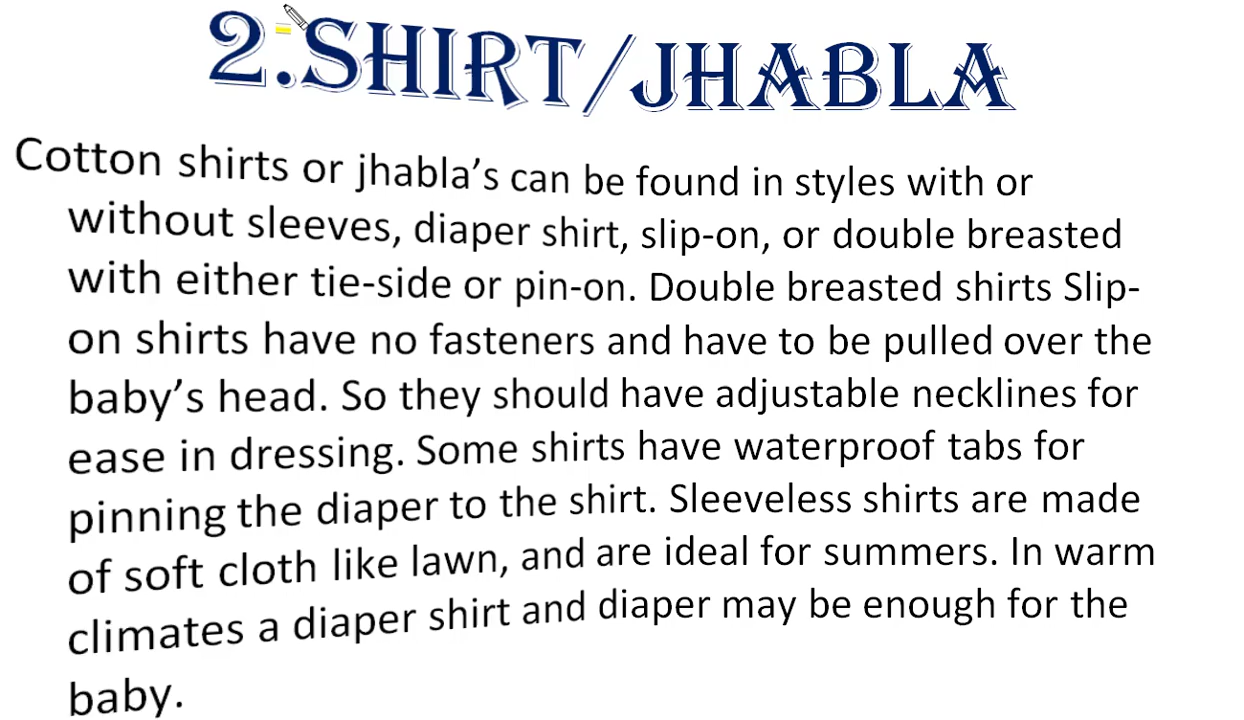 2.SHIRT/JHABLA
Cotton shirts or jhabla's can be found in styles with or
without sleeves, diaper shirt, slip-on, or double breasted
with either tie-side or pin-on. Double breasted shirts Slip-
on shirts have no fasteners and have to be pulled over the
baby's head. So they should have adjustable necklines for
ease in dressing. Some shirts have waterproof tabs for
pinning the diaper to the shirt. Sleeveless shirts are made
of soft cloth like lawn, and are ideal for summers. In warm
climates a diaper shirt and diaper may be enough for the
baby.